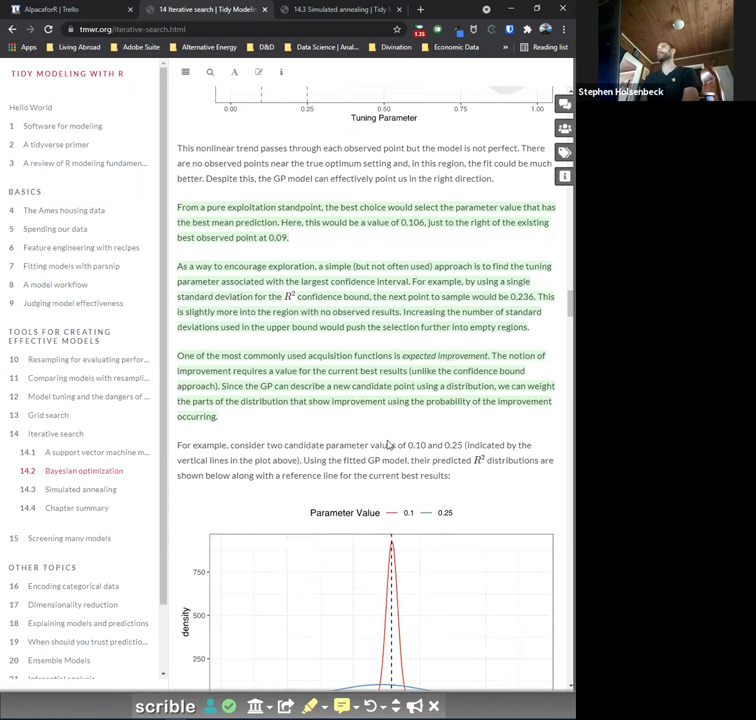 AlpacaforR | Trello
14 Iterative search | Tidy Modelin
14.3 Simulated annealing | Tidy M
tmwr.org/iterative-search.html
1.35
Apps
Living Abroad
Adobe Suite
Alternative Energy
D&D
Data Science | Anal...
Divination
Economic Data
Reading list
Stephen Holsenbeck
TIDY MODELING WITH R
Hello World
1 Software for modeling
2 A tidyverse primer
3 A review of R modeling fundamen...
BASICS
4 The Ames housing data
5 Spending our data
6 Feature engineering with recipes
7 Fitting models with parsnip
8 A model workflow
9 Judging model effectiveness
TOOLS FOR CREATING
EFFECTIVE MODELS
10 Resampling for evaluating perfor...
11 Comparing models with resampli...
12 Model tuning and the dangers of ...
13 Grid search
14 Iterative search
14.1 A support vector machine m...
14.2 Bayesian optimization
14.3 Simulated annealing
14.4 Chapter summary
15 Screening many models
OTHER TOPICS
16 Encoding categorical data
17 Dimensionality reduction
18 Explaining models and predictions
19 When should you trust predictio...
20 Ensemble Models
21 Inferential analysis
0.00 0.25 0.50 0.75 1.00
Tuning Parameter
This nonlinear trend passes through each observed point but the model is not perfect. There
are no observed points near the true optimum setting and, in this region, the fit could be much
better. Despite this, the GP model can effectively point us in the right direction.
From a pure exploitation standpoint, the best choice would select the parameter value that has
the best mean prediction. Here, this would be a value of 0.106, just to the right of the existing
best observed point at 0.09.
As a way to encourage exploration, a simple (but not often used) approach is to find the tuning
parameter associated with the largest confidence interval. For example, by using a single
standard deviation for the R² confidence bound, the next point to sample would be 0.236. This
is slightly more into the region with no observed results. Increasing the number of standard
deviations used in the upper bound would push the selection further into empty regions.
One of the most commonly used acquisition functions is expected improvement. The notion of
improvement requires a value for the current best results (unlike the confidence bound
approach). Since the GP can describe a new candidate point using a distribution, we can weight
the parts of the distribution that show improvement using the probability of the improvement
occurring.
For example, consider two candidate parameter values of 0.10 and 0.25 (indicated by the
vertical lines in the plot above). Using the fitted GP model, their predicted R² distributions are
shown below along with a reference line for the current best results:
Parameter Value 0.1 0.25
750
500
250
density
scrible